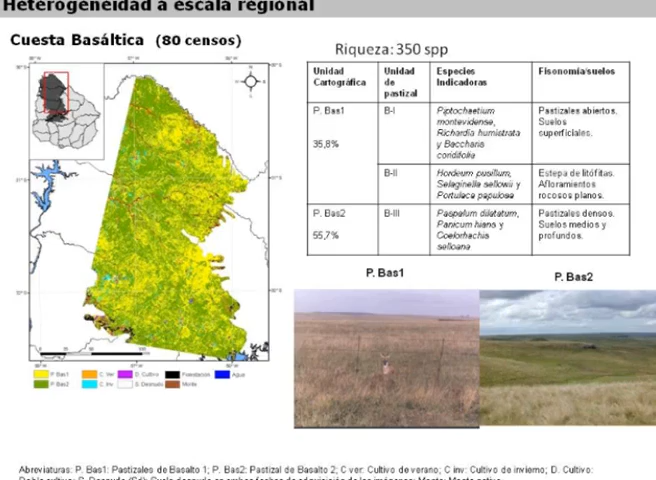 Heterogeneidad a escala regional
Cuesta Basáltica (80 censos)
Riqueza: 350 spp
Unidad Cartográfica
Unidad de pastizal
Especies Indicadoras
Fisonomía/suelos
P. Bas1
35,8%
B-I
Piptochaetium
montevidense,
Richardia humistrata
y Baccharis
coridifolia
Pastizales abiertos.
Suelos
superficiales.
B-II
Hordeum pusillum,
Selaginella sellowii y
Portulaca papulosa
Estepa de litófitas.
Afloramientos
rocosos planos.
P. Bas2
55,7%
B-III
Paspalum dilatatum,
Panicum hians y
Coelorhachis
selloana
Pastizales densos.
Suelos medios y
profundos.
P. Bas1
P. Bas2
P. Bas1
C. Ver
D. Cultivo
Forestación
Agua
P. Bas2
C. Inv
S. Desnudo
Monte
Abreviaturas: P. Bas1: Pastizales de Basalto 1; P. Bas2: Pastizal de Basalto 2; C ver: Cultivo de verano; C inv: Cultivo de invierno; D. Cultivo: